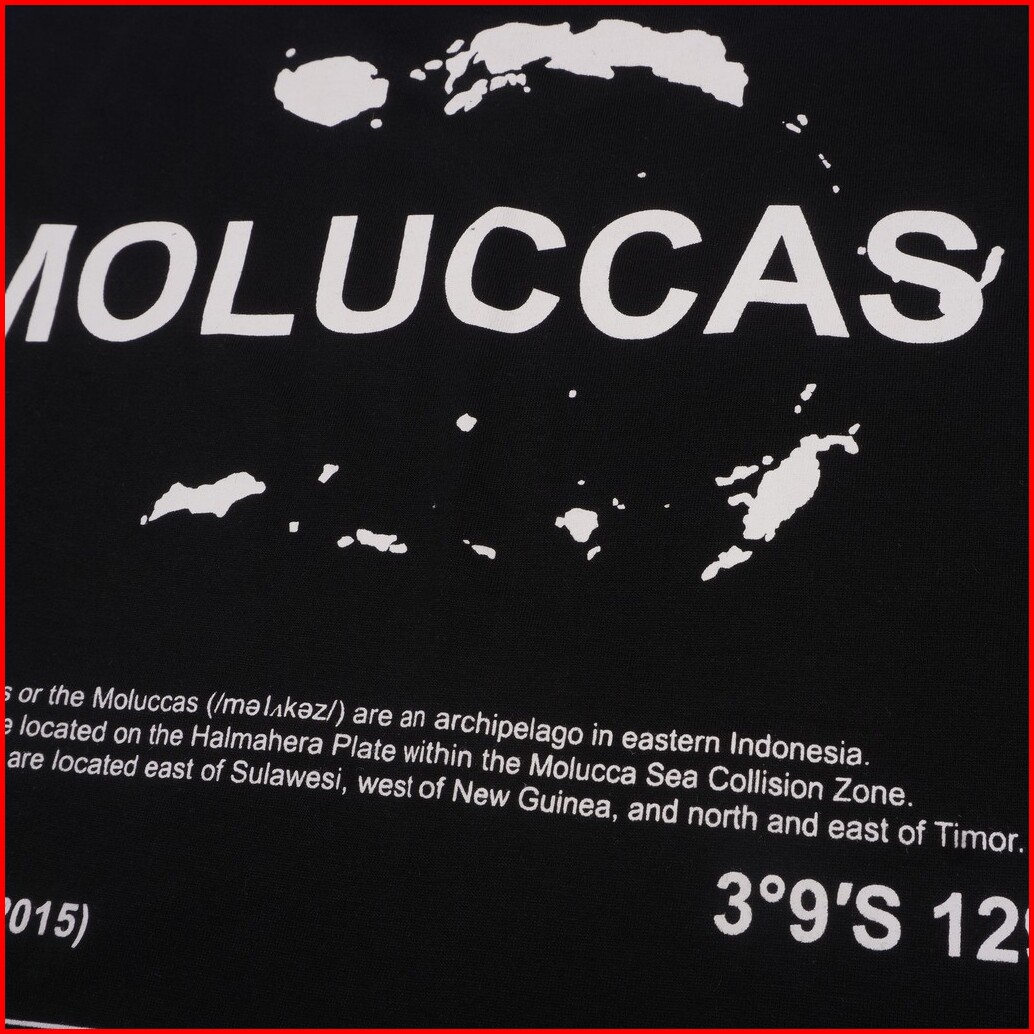 MOLUCCAS
s or the Moluccas (/məlʌkəz/) are an archipelago in eastern Indonesia.
e located on the Halmahera Plate within the Molucca Sea Collision Zone.
are located east of Sulawesi, west of New Guinea, and north and east of Timor.
2015)
3°9'S 12